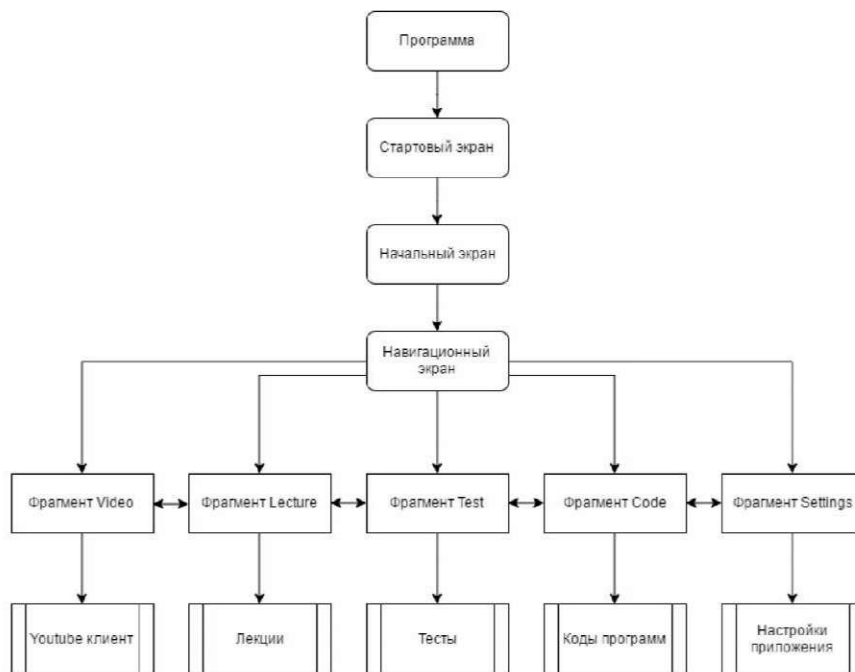 Программа
Стартовый экран
Начальный экран
Навигационный
экран
Фрагмент Video
Фрагмент Lecture
Фрагмент Test
Фрагмент Code
Фрагмент Settings
Youtube клиент
Лекции
Тесты
Коды программ
Настройки
приложения